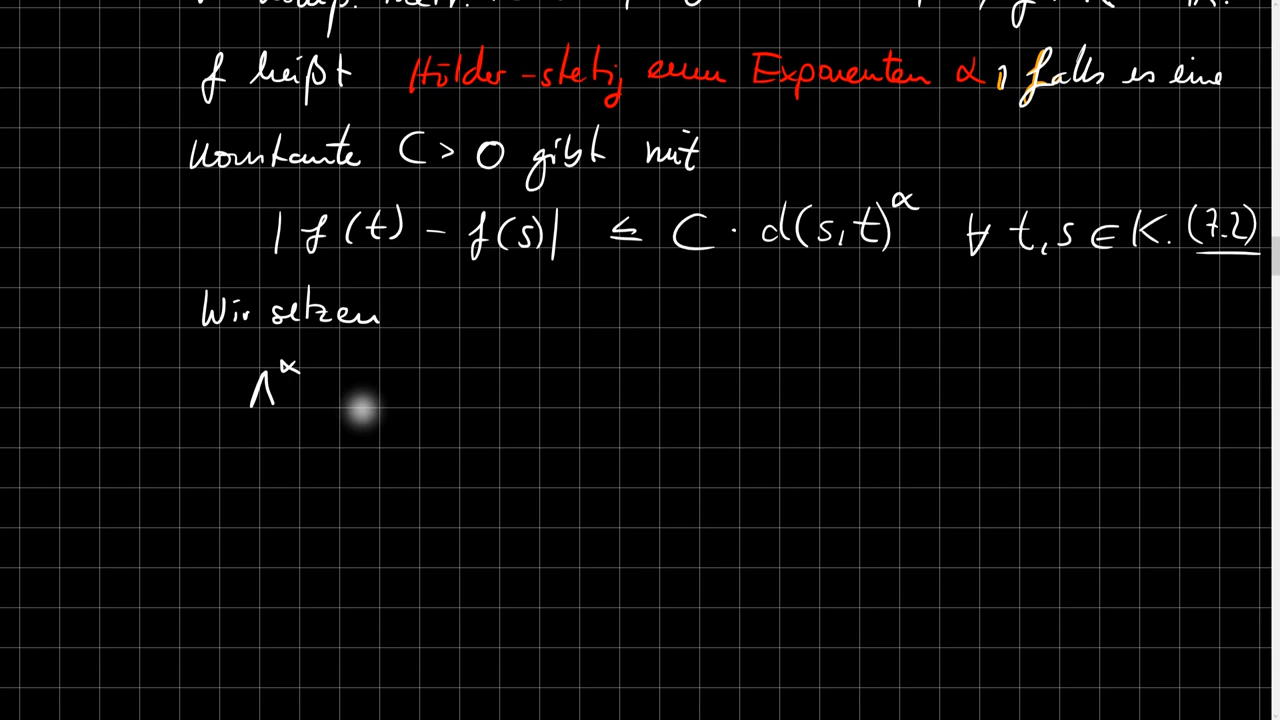 f heißt Hölder-stetig zum Exponenten α, falls es eine
Konstante C > 0 gibt mit
|f(t) - f(s)| ≤ C · d(s,t)^α ∀ t,s ∈ K. (7.2)
Wir setzen
Λ^α